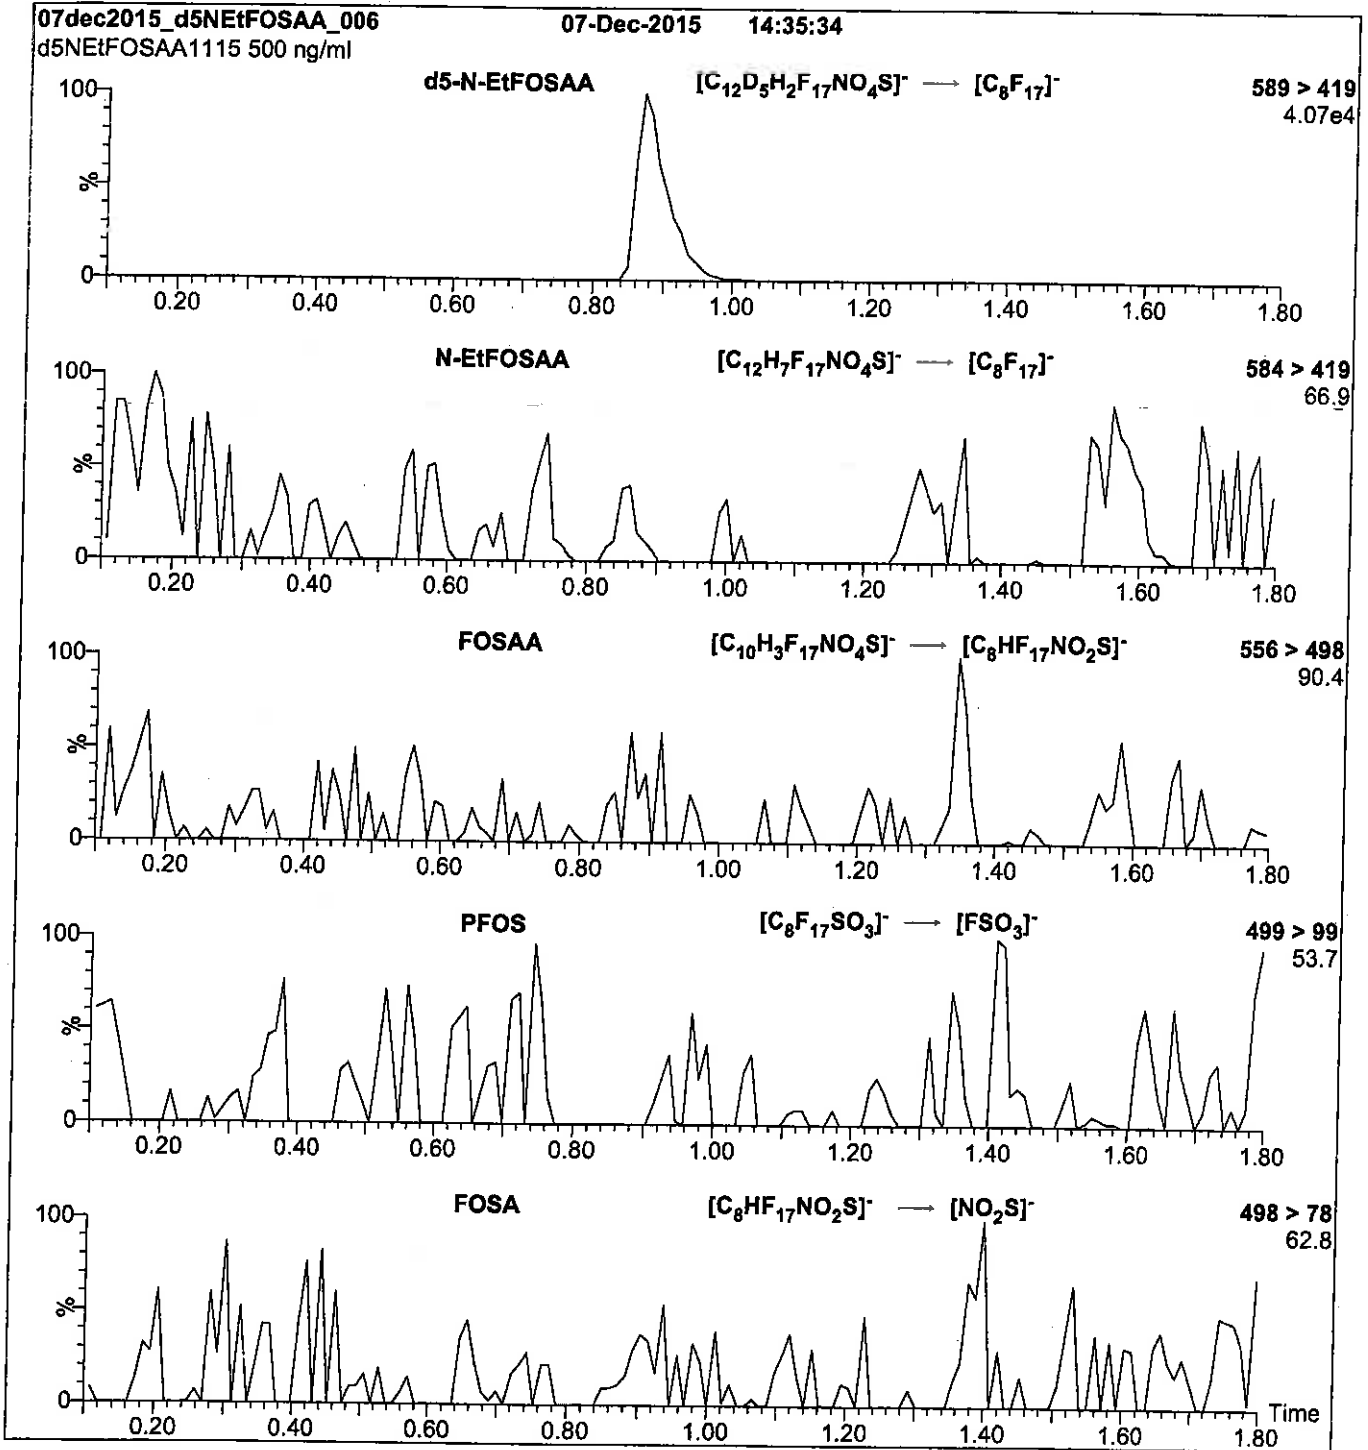 07dec2015_d5NEtFOSAA_006 07-Dec-2015 14:35:34
d5NEtFOSAA1115 500 ng/ml
d5-N-EtFOSAA [C12D5H2F17NO4S]- → [C8F17]- 589 > 419
4.07e4
100
%
0
0.20 0.40 0.60 0.80 1.00 1.20 1.40 1.60 1.80
N-EtFOSAA [C12H7F17NO4S]- → [C8F17]- 584 > 419
66.9
100
%
0
0.20 0.40 0.60 0.80 1.00 1.20 1.40 1.60 1.80
FOSAA [C10H3F17NO4S]- → [C8HF17NO2S]- 556 > 498
90.4
100
%
0
0.20 0.40 0.60 0.80 1.00 1.20 1.40 1.60 1.80
PFOS [C8F17SO3]- → [FSO3]- 499 > 99
53.7
100
%
0
0.20 0.40 0.60 0.80 1.00 1.20 1.40 1.60 1.80
FOSA [C8HF17NO2S]- → [NO2S]- 498 > 78
62.8
100
%
0
0.20 0.40 0.60 0.80 1.00 1.20 1.40 1.60 1.80 Time